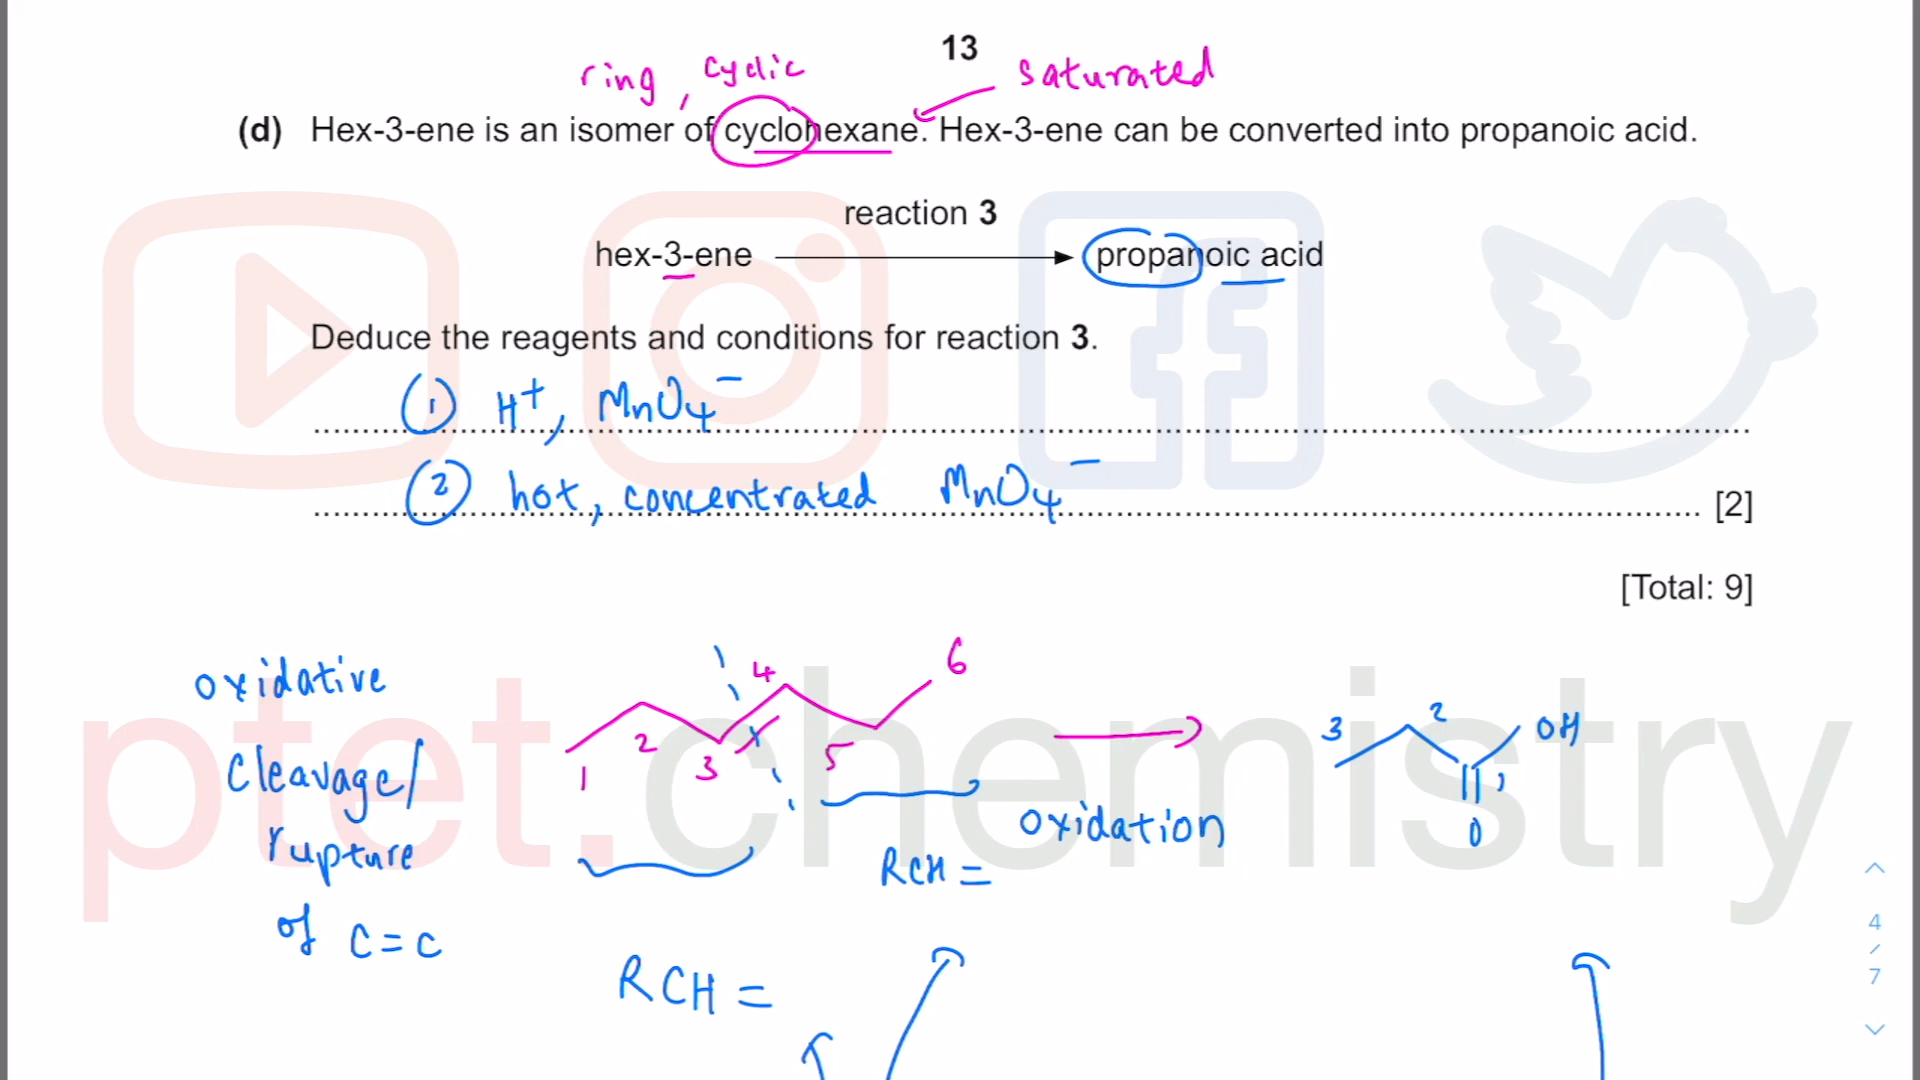 13
ring, cyclic
saturated
(d) Hex-3-ene is an isomer of cyclohexane. Hex-3-ene can be converted into propanoic acid.
reaction 3
hex-3-ene propanoic acid
Deduce the reagents and conditions for reaction 3.
① H⁺, MnO₄⁻
② hot, concentrated MnO₄⁻ [2]
[Total: 9]
oxidative
cleavage/
rupture
of C=C
1 2 3 4 5 6
oxidation
3 2 1 OH
O
RCH =
RCH =
ptet.chemistry
4
/
7